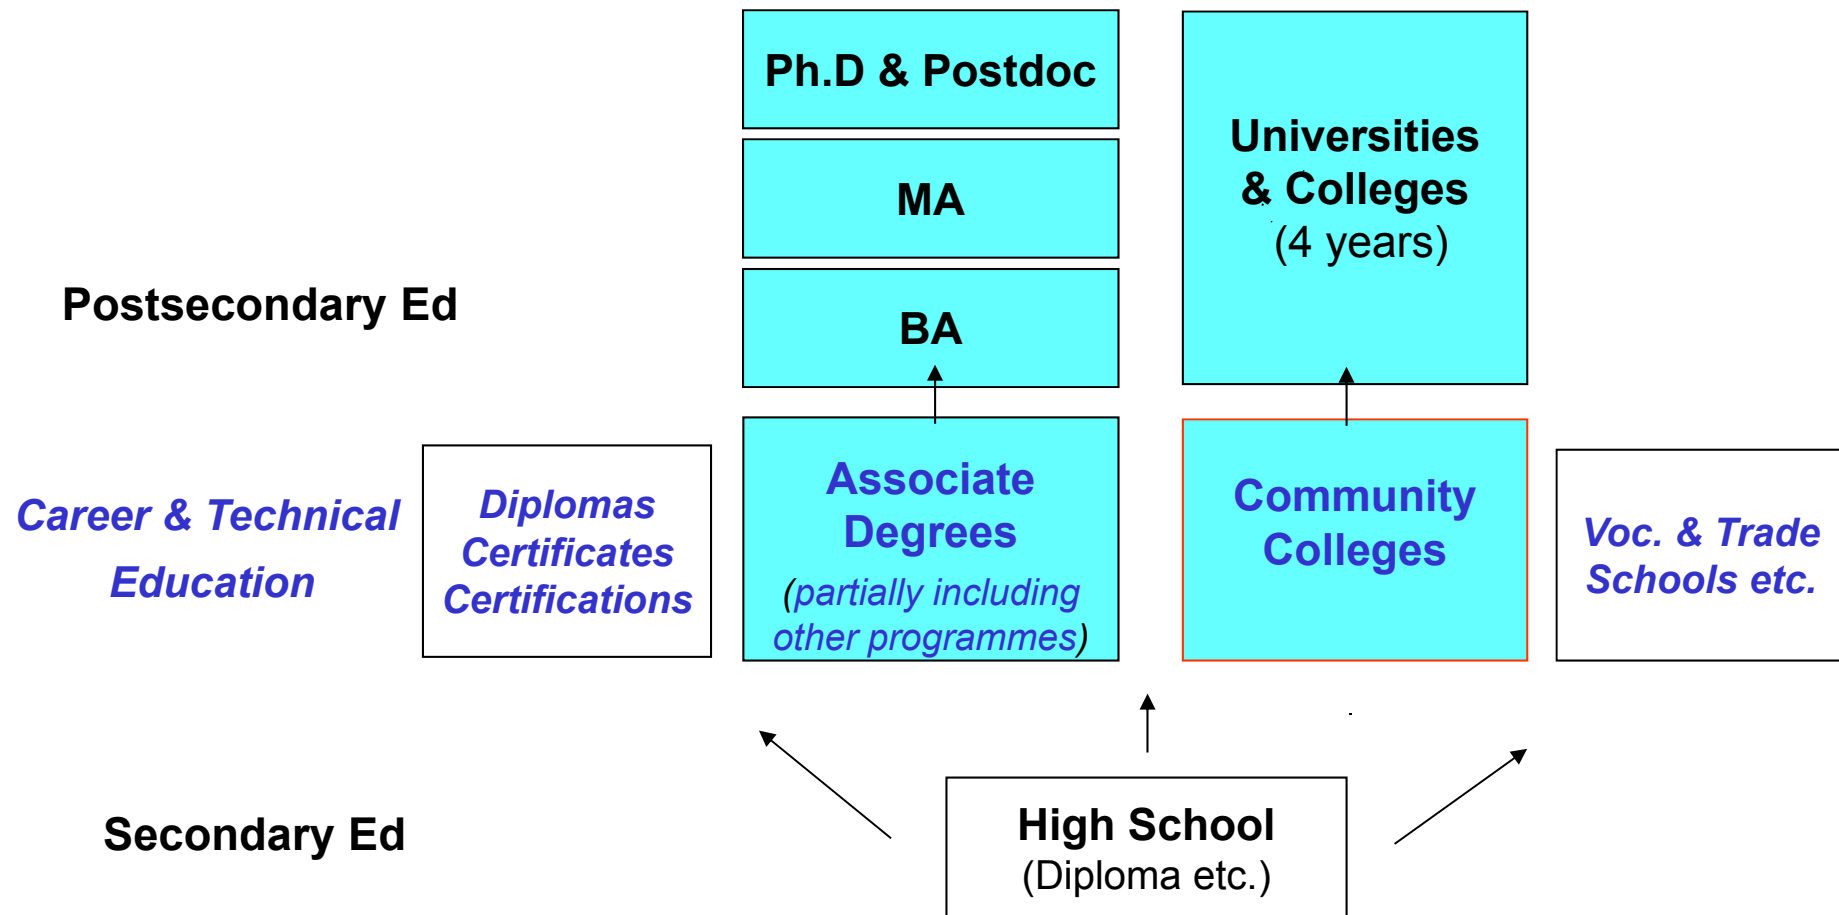 Ph.D & Postdoc
MA
BA
Universities
& Colleges
(4 years)
Postsecondary Ed
Career & Technical
Education
Diplomas
Certificates
Certifications
Associate
Degrees
(partially including
other programmes)
Community
Colleges
Voc. & Trade
Schools etc.
Secondary Ed
High School
(Diploma etc.)